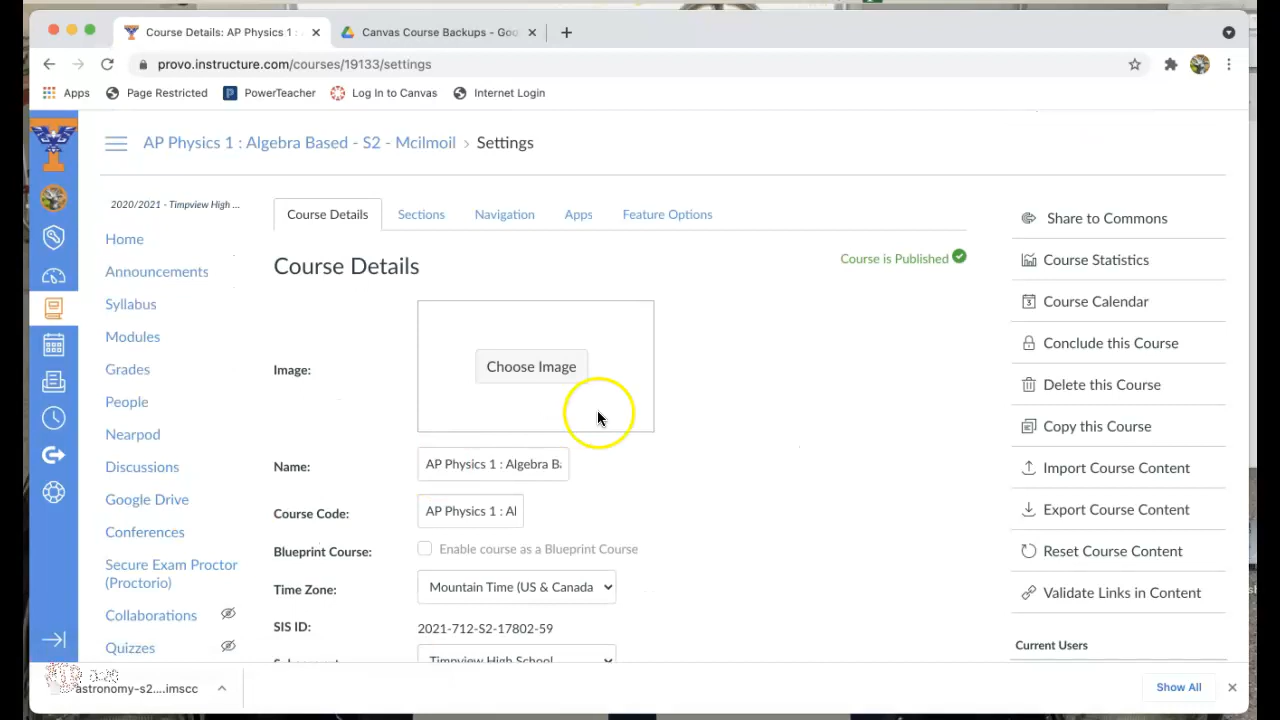 Course Details: AP Physics 1 :
Canvas Course Backups - Goo
provo.instructure.com/courses/19133/settings
Apps
Page Restricted
PowerTeacher
Log In to Canvas
Internet Login
AP Physics 1 : Algebra Based - S2 - Mcilmoil > Settings
2020/2021 - Timpview High ...
Home
Announcements
Syllabus
Modules
Grades
People
Nearpod
Discussions
Google Drive
Conferences
Secure Exam Proctor
(Proctorio)
Collaborations
Quizzes
Course Details
Sections
Navigation
Apps
Feature Options
Course Details
Course is Published
Image:
Choose Image
Name:
AP Physics 1 : Algebra B
Course Code:
AP Physics 1 : Al
Blueprint Course:
Enable course as a Blueprint Course
Time Zone:
Mountain Time (US & Canada
SIS ID:
2021-712-S2-17802-59
Timpview High School
Share to Commons
Course Statistics
Course Calendar
Conclude this Course
Delete this Course
Copy this Course
Import Course Content
Export Course Content
Reset Course Content
Validate Links in Content
Current Users
astronomy-s2....imscc
Show All